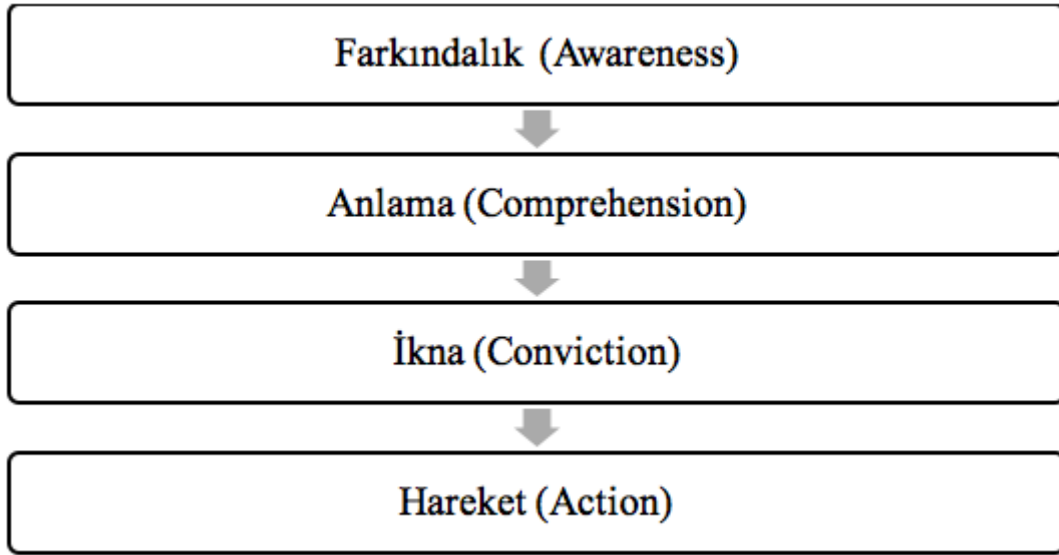 Farkındalık (Awareness)
Anlama (Comprehension)
İkna (Conviction)
Hareket (Action)